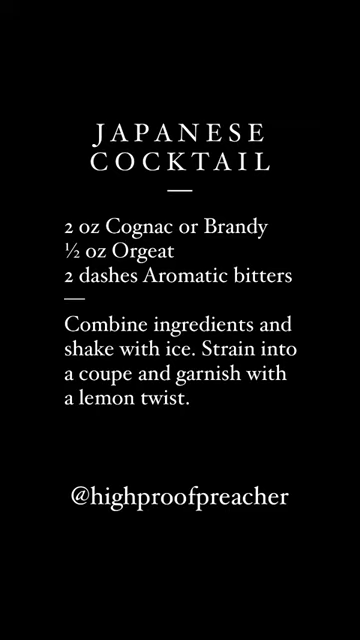 JAPANESE
COCKTAIL
—
2 oz Cognac or Brandy
½ oz Orgeat
2 dashes Aromatic bitters
—
Combine ingredients and
shake with ice. Strain into
a coupe and garnish with
a lemon twist.
@highproofpreacher